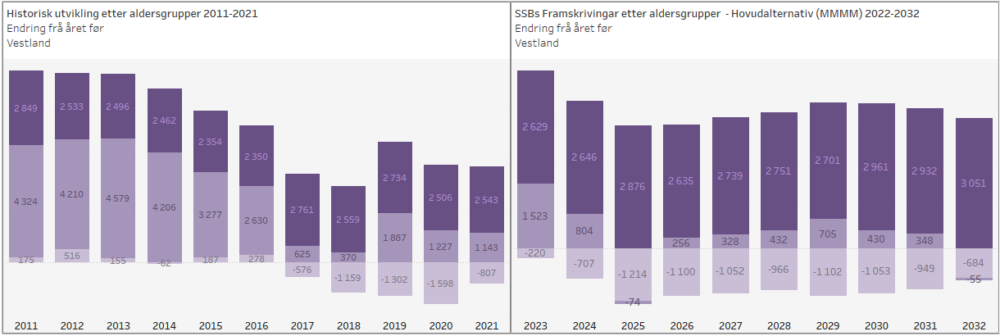 Historisk utvikling etter aldersgrupper 2011-2021
Endring frå året før
Vestland
2 849 2 533 2 496 2 462 2 354 2 350 2 761 2 559 2 734 2 506 2 543
4 324 4 210 4 579 4 206 3 277 2 630 625 370 1 887 1 227 1 143
175 516 155 -62 187 278 -576 -1 159 -1 302 -1 598 -807
2011 2012 2013 2014 2015 2016 2017 2018 2019 2020 2021
SSBs Framskrivingar etter aldersgrupper - Hovudalternativ (MMMM) 2022-2032
Endring frå året før
Vestland
2 629 2 646 2 876 2 635 2 739 2 751 2 701 2 961 2 932 3 051
1 523 804 256 328 432 705 430 348
-220 -707 -1 214 -1 100 -1 052 -966 -1 102 -1 053 -949 -684
-74 -55
2023 2024 2025 2026 2027 2028 2029 2030 2031 2032